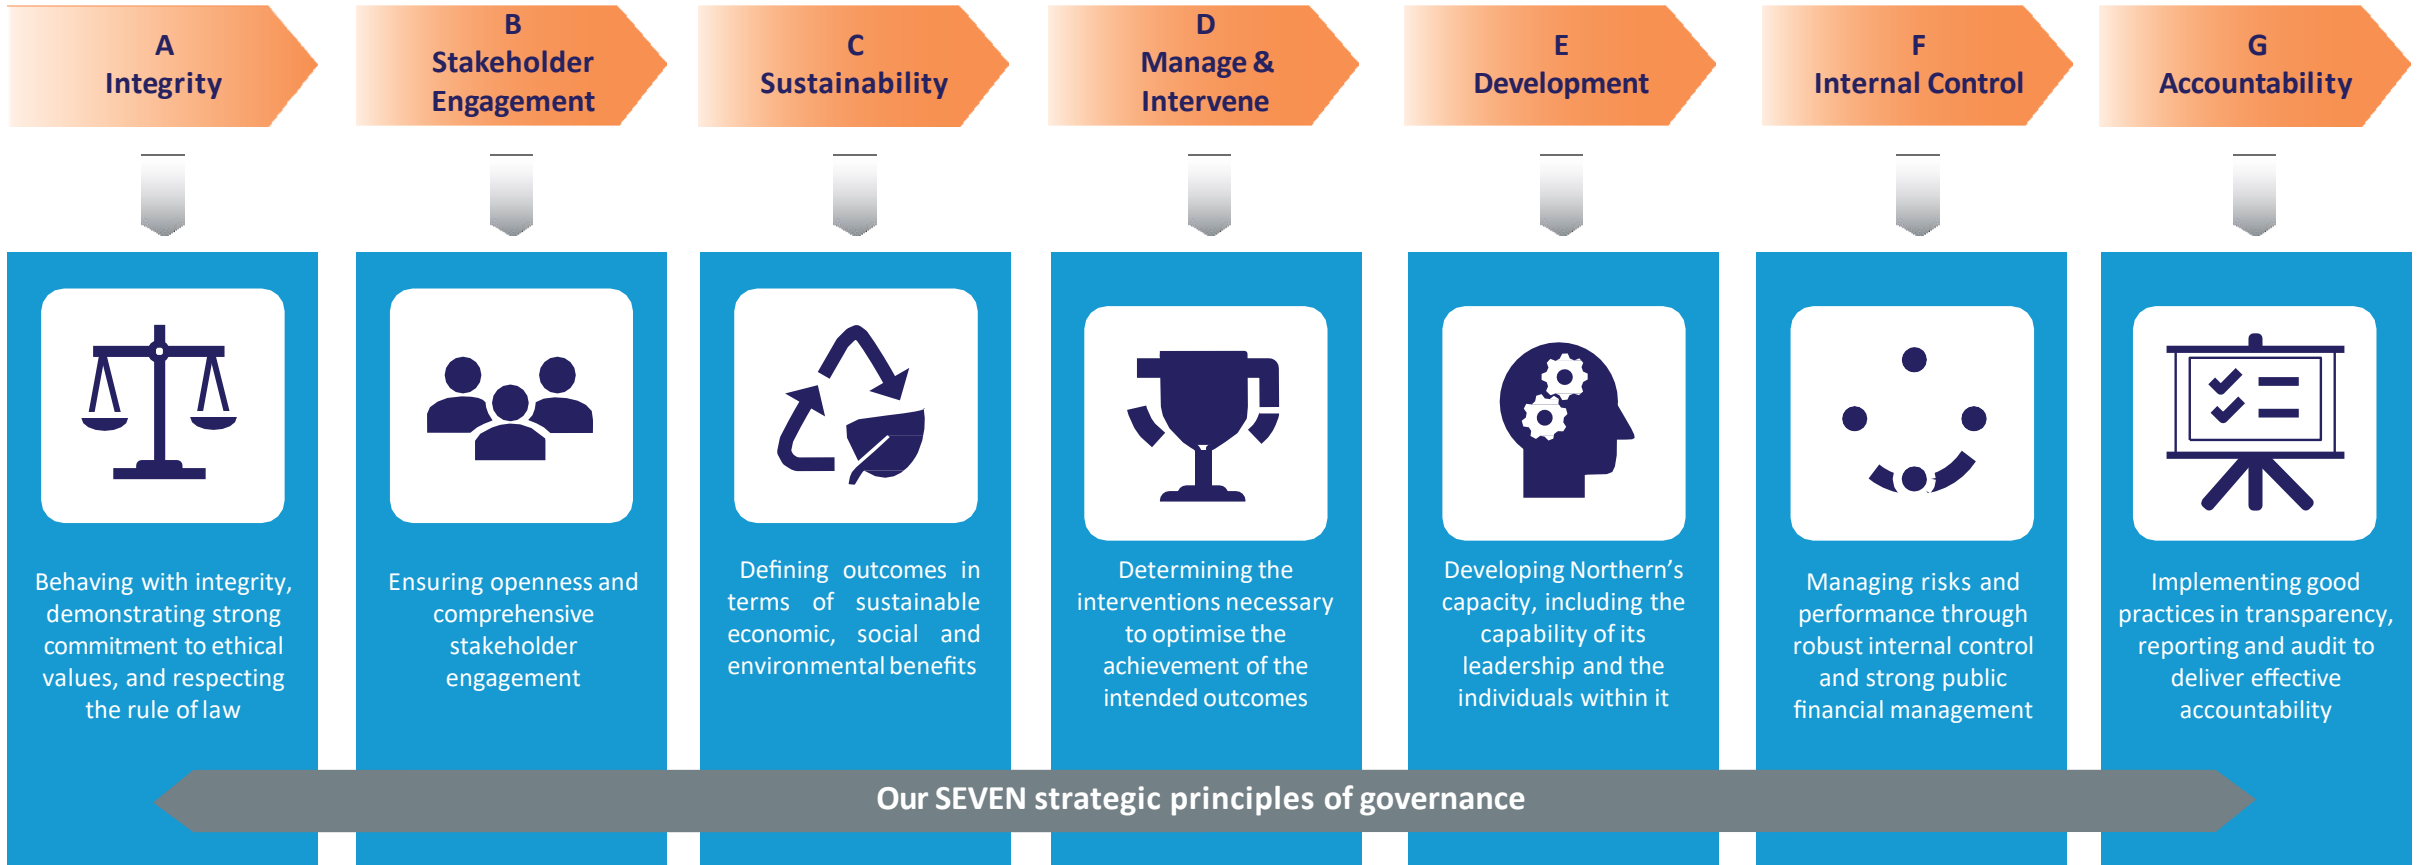 A
Integrity
B
Stakeholder
Engagement
C
Sustainability
D
Manage &
Intervene
E
Development
F
Internal Control
G
Accountability
Behaving with integrity,
demonstrating strong
commitment to ethical
values, and respecting
the rule of law
Ensuring openness and
comprehensive
stakeholder
engagement
Defining outcomes in
terms of sustainable
economic, social and
environmental benefits
Determining the
interventions necessary
to optimise the
achievement of the
intended outcomes
Developing Northern’s
capacity, including the
capability of its
leadership and the
individuals within it
Managing risks and
performance through
robust internal control
and strong public
financial management
Implementing good
practices in transparency,
reporting and audit to
deliver effective
accountability
Our SEVEN strategic principles of governance